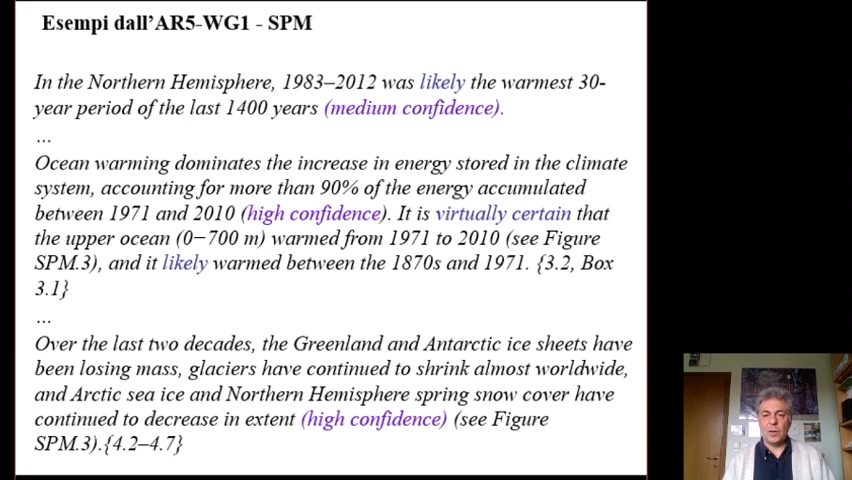 Esempi dall’AR5-WG1 - SPM
In the Northern Hemisphere, 1983–2012 was likely the warmest 30-
year period of the last 1400 years (medium confidence).
...
Ocean warming dominates the increase in energy stored in the climate
system, accounting for more than 90% of the energy accumulated
between 1971 and 2010 (high confidence). It is virtually certain that
the upper ocean (0−700 m) warmed from 1971 to 2010 (see Figure
SPM.3), and it likely warmed between the 1870s and 1971. {3.2, Box
3.1}
...
Over the last two decades, the Greenland and Antarctic ice sheets have
been losing mass, glaciers have continued to shrink almost worldwide,
and Arctic sea ice and Northern Hemisphere spring snow cover have
continued to decrease in extent (high confidence) (see Figure
SPM.3).{4.2–4.7}